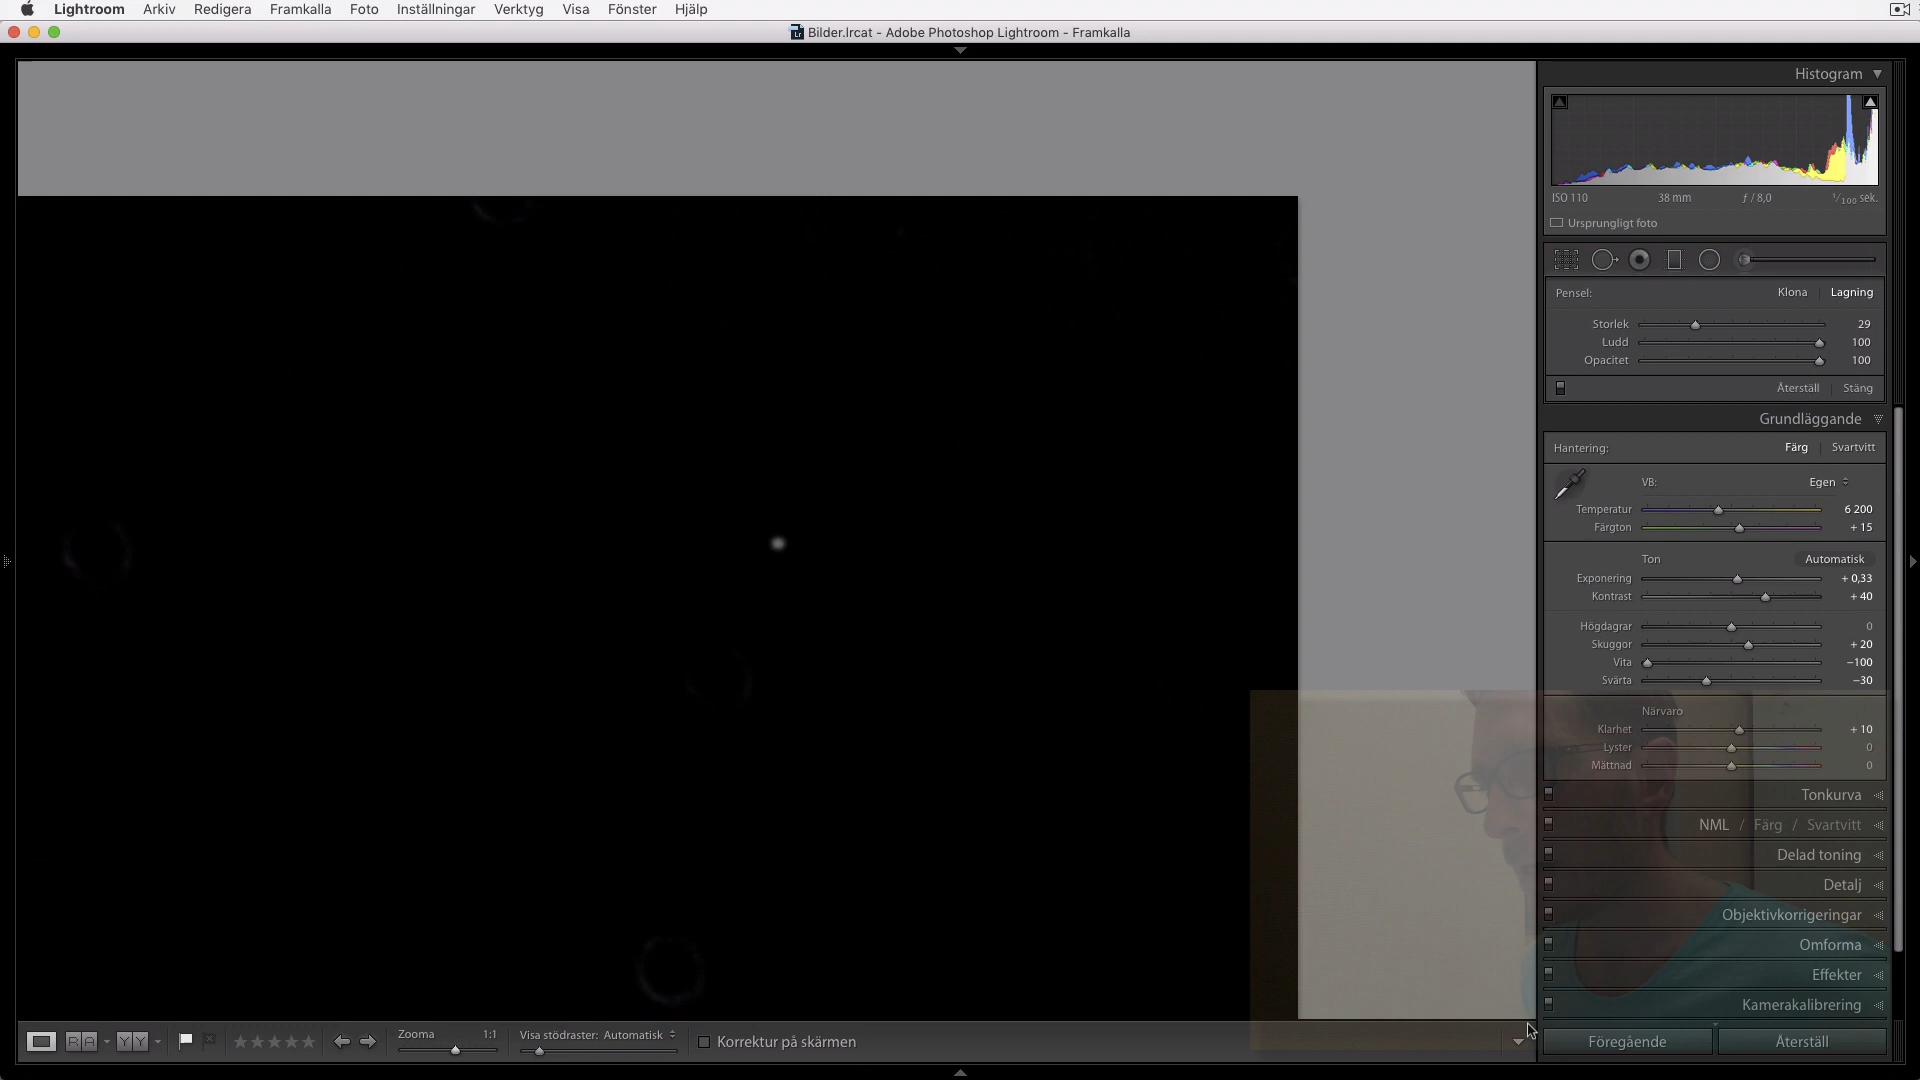 Lightroom Arkiv Redigera Framkalla Foto Inställningar Verktyg Visa Fönster Hjälp
Bilder.lrcat - Adobe Photoshop Lightroom - Framkalla
Histogram
ISO 110 38 mm ƒ / 8,0 1/100 sek.
Ursprungligt foto
Pensel: Klona Lagning
Storlek 29
Ludd 100
Opacitet 100
Återställ Stäng
Grundläggande
Hantering: Färg Svartvitt
VB: Egen
Temperatur 6 200
Färgton + 15
Ton Automatisk
Exponering + 0,33
Kontrast + 40
Högdagrar 0
Skuggor + 20
Vita −100
Svärta −30
Närvaro
Klarhet + 10
Lyster 0
Mättnad 0
Tonkurva
NML / Färg / Svartvitt
Delad toning
Detalj
Objektivkorrigeringar
Omforma
Effekter
Kamerakalibrering
RA YY Zooma 1:1 Visa stödraster: Automatisk Korrektur på skärmen Föregående Återställ